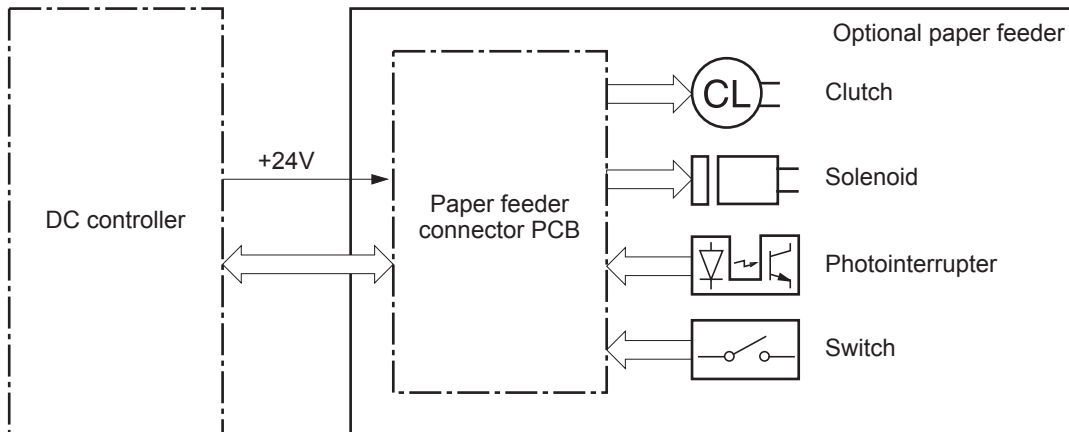 Optional paper feeder
CL
Clutch
+24V
Solenoid
DC controller
Paper feeder
connector PCB
Photointerrupter
Switch